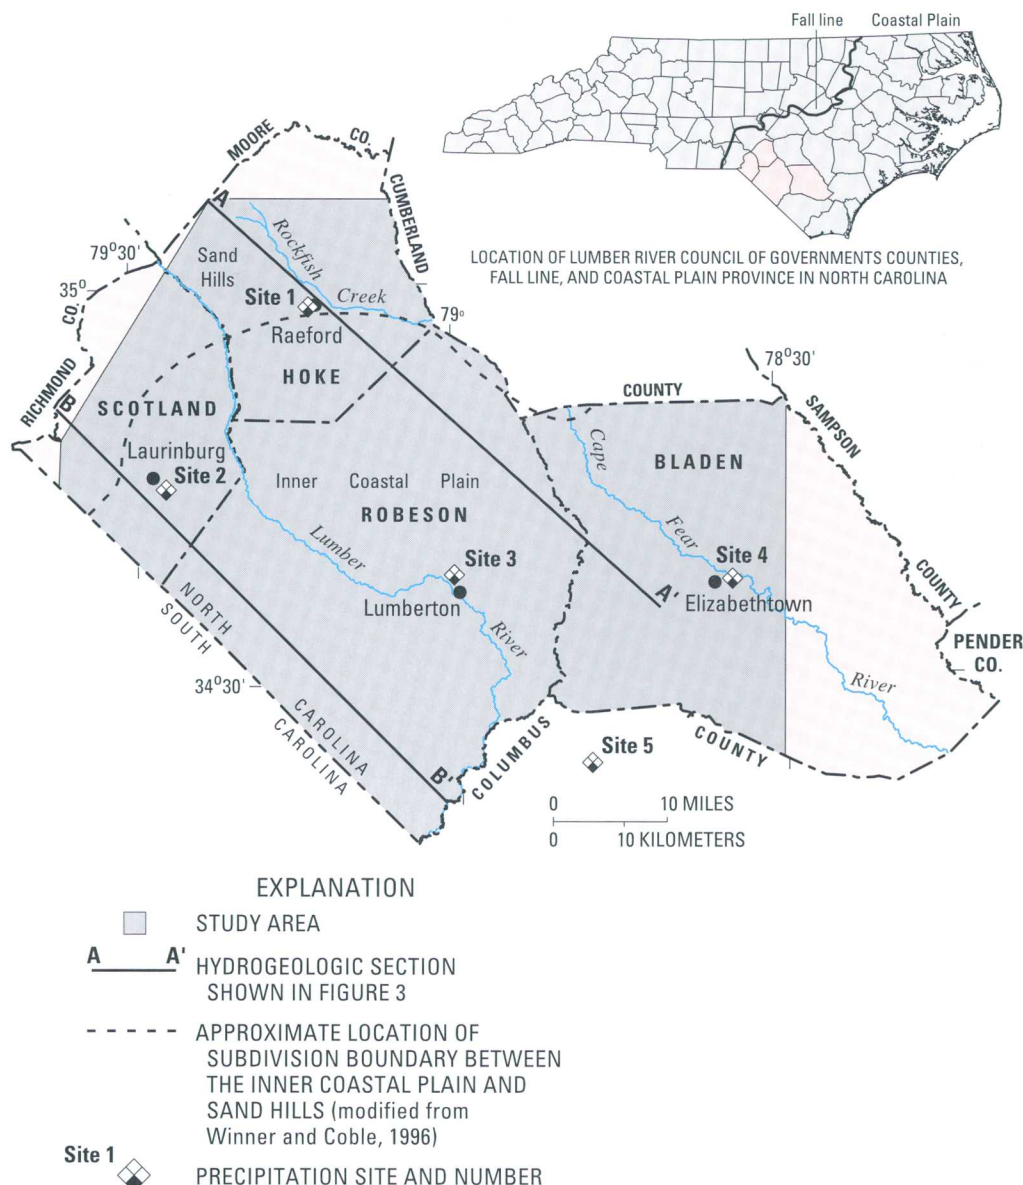 Fall line
Coastal Plain
LOCATION OF LUMBER RIVER COUNCIL OF GOVERNMENTS COUNTIES,
FALL LINE, AND COASTAL PLAIN PROVINCE IN NORTH CAROLINA
MOORE
CO.
CUMBERLAND
A
79°30'
Sand
Hills
Rockfish
Creek
35°
CO.
Site 1
Raeford
79°
78°30'
RICHMOND
B
HOKE
COUNTY
SAMPSON
SCOTLAND
Laurinburg
Site 2
Cape
BLADEN
Inner Coastal Plain
ROBESON
Fear
Lumber
Site 3
Site 4
COUNTY
Lumberton
A'
Elizabethtown
NORTH
SOUTH
River
PENDER
CO.
34°30'
River
CAROLINA
CAROLINA
COLUMBUS
COUNTY
Site 5
B'
0 10 MILES
0 10 KILOMETERS
EXPLANATION
STUDY AREA
A A'
HYDROGEOLOGIC SECTION
SHOWN IN FIGURE 3
APPROXIMATE LOCATION OF
SUBDIVISION BOUNDARY BETWEEN
THE INNER COASTAL PLAIN AND
SAND HILLS (modified from
Winner and Coble, 1996)
Site 1
PRECIPITATION SITE AND NUMBER